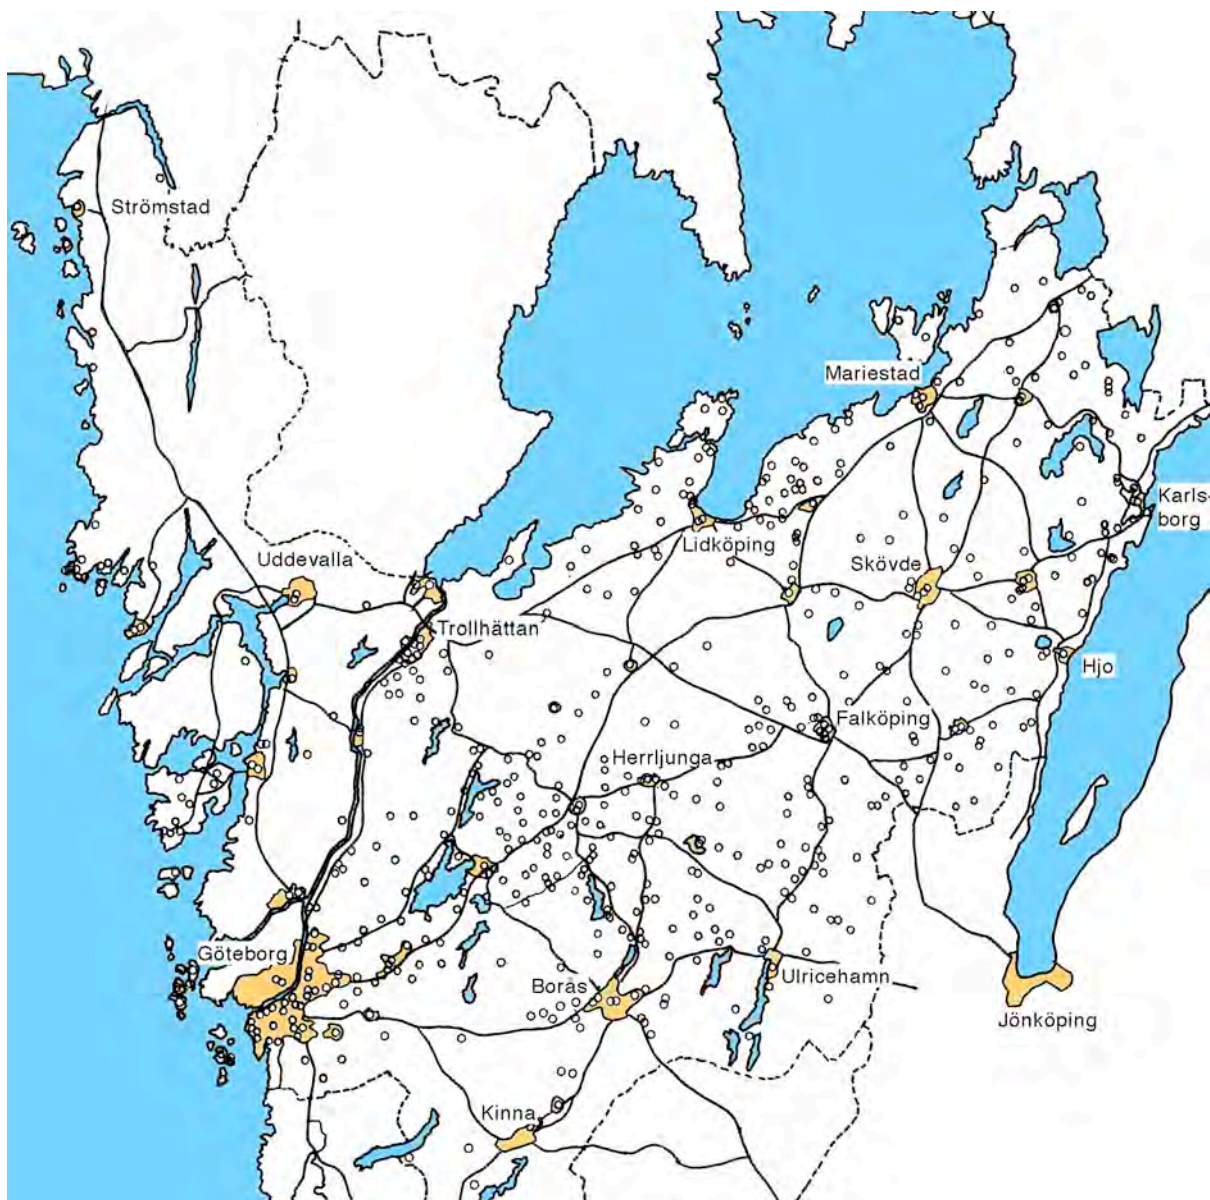 Strömstad
Mariestad
Karls-
borg
Lidköping
Uddevalla
Skövde
Trollhättan
Hjo
Falköping
Herrljunga
Göteborg
Borås
Ulricehamn
Jönköping
Kinna